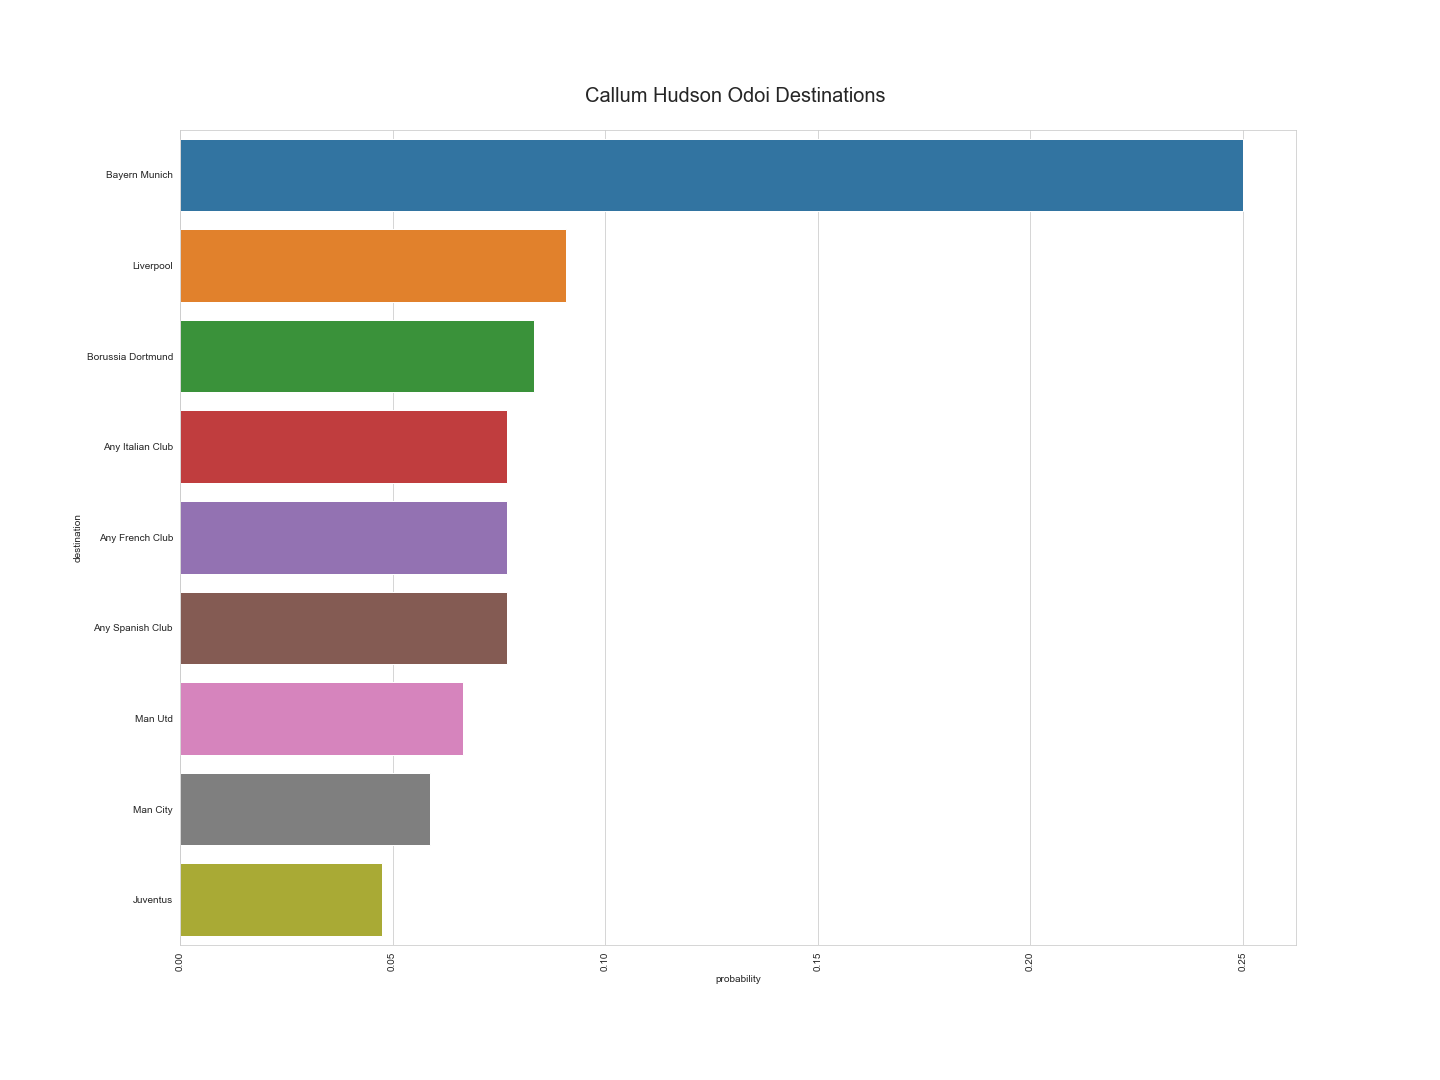 Callum Hudson Odoi Destinations
destination
Bayern Munich
Liverpool
Borussia Dortmund
Any Italian Club
Any French Club
Any Spanish Club
Man Utd
Man City
Juventus
0.00
0.05
0.10
0.15
0.20
0.25
probability